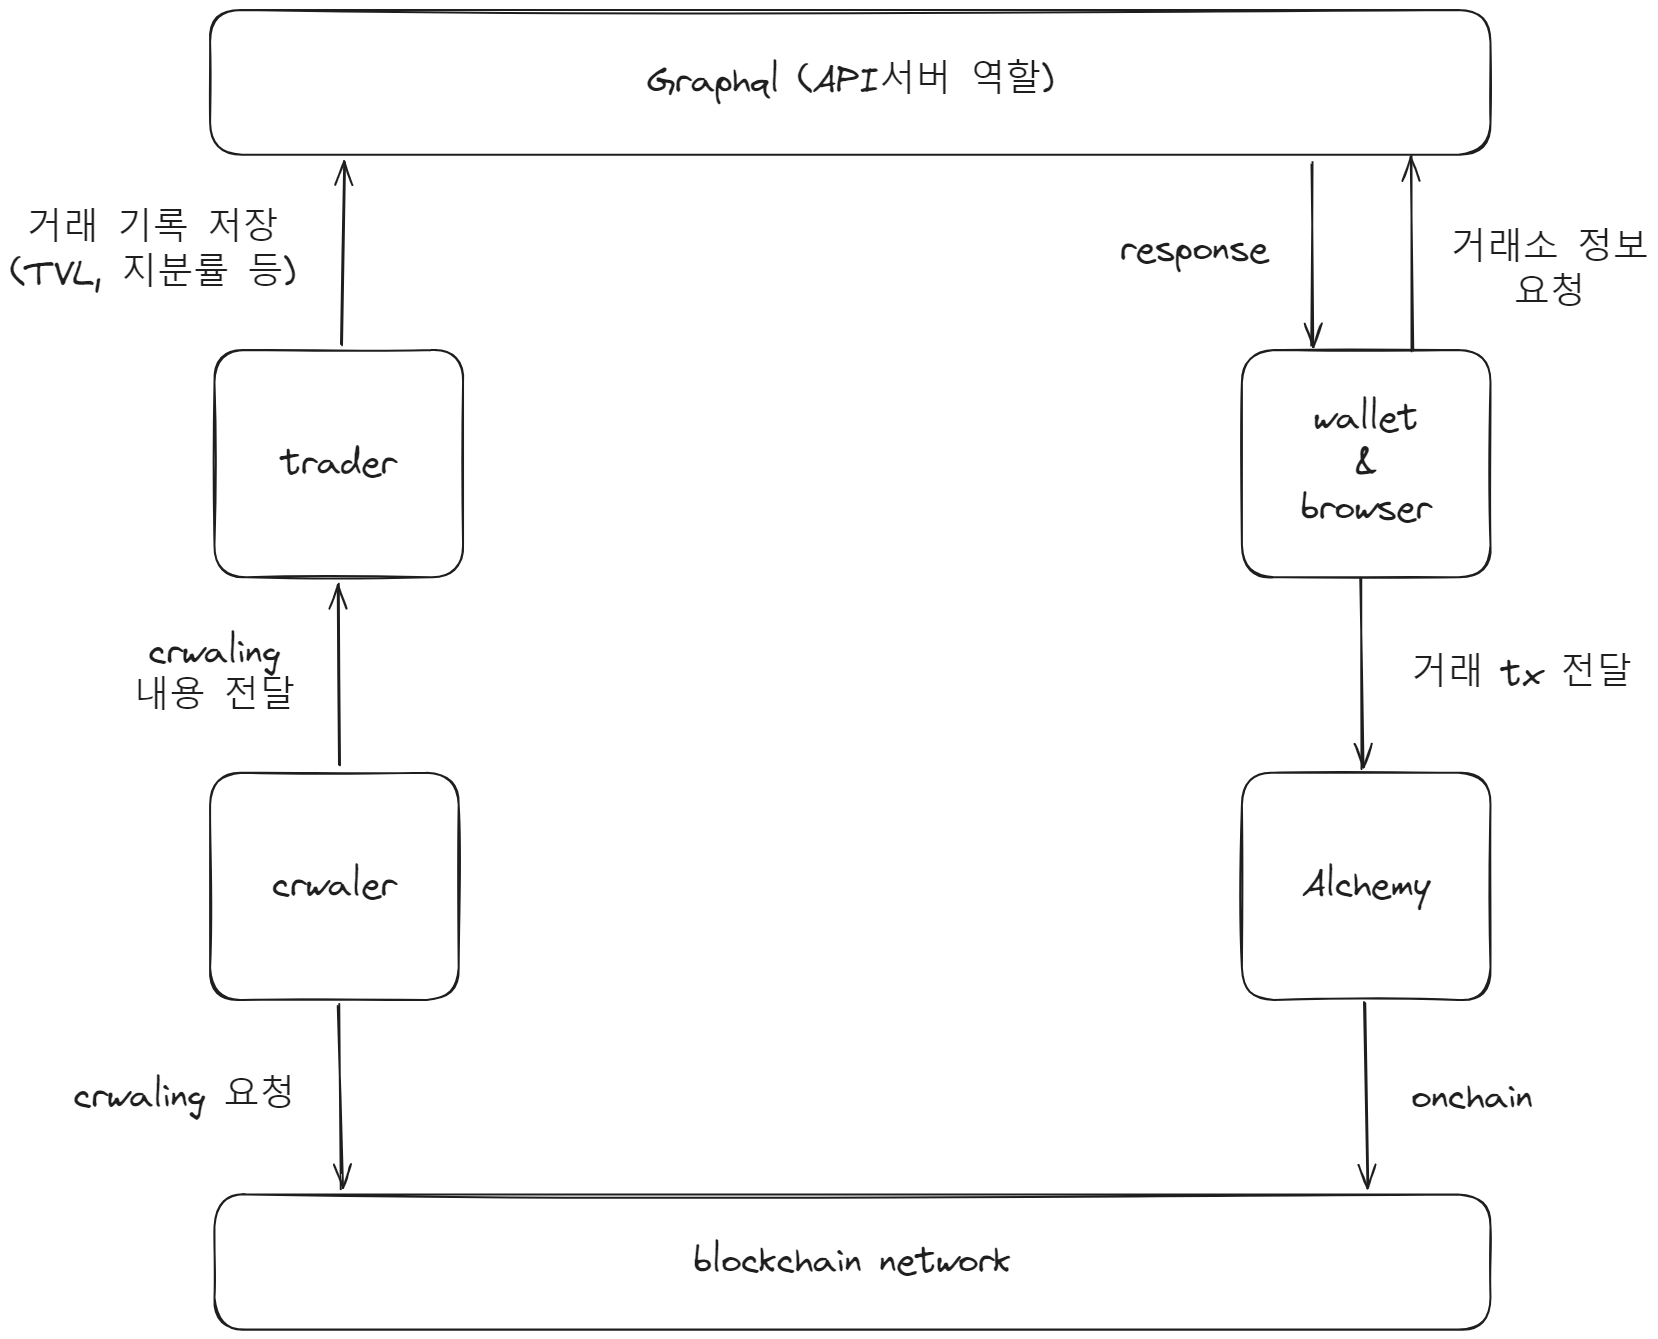 Graphql (API서버 역할)
거래 기록 저장
(TVL, 지분률 등)
response
거래소 정보
요청
trader
wallet
&
browser
crwaling
내용 전달
거래 tx 전달
crwaler
Alchemy
crwaling 요청
onchain
blockchain network